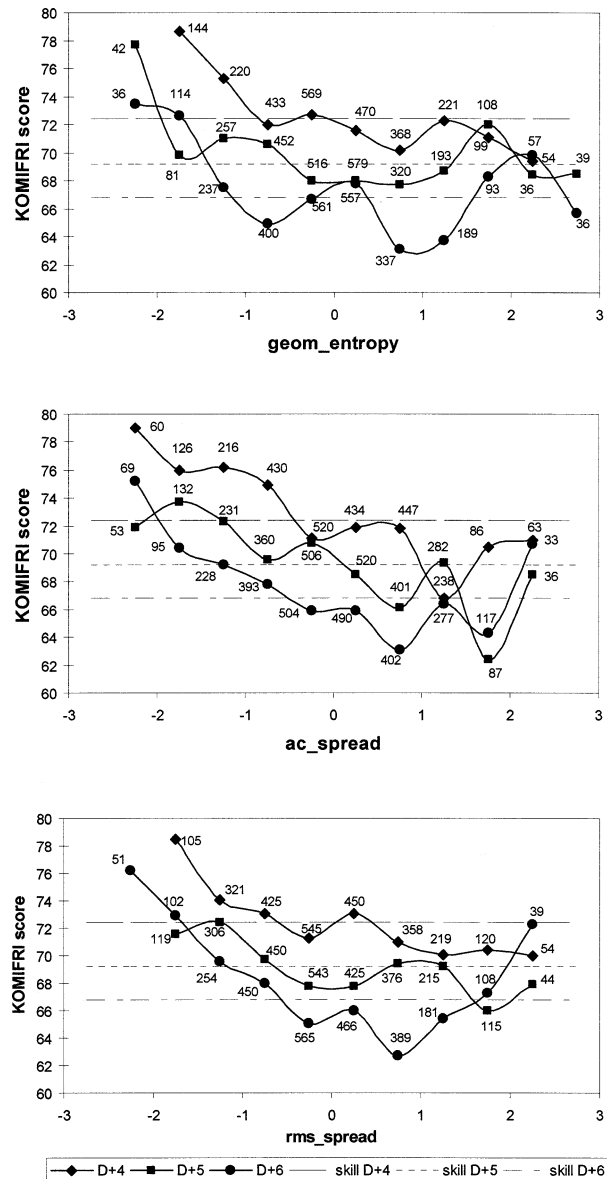 80
78
76
74
72
70
68
66
64
62
60
KOMIFRI score
42 144
36 114 220 433 569 470 368 221 108 57
81 257 452 516 579 320 193 99 54 39
237 400 561 557 337 189 93 36 36
-3 -2 -1 0 1 2 3
geom_entropy
80
78
76
74
72
70
68
66
64
62
60
KOMIFRI score
60 126 216 430 434 447 86 63
69 132 231 360 520 520 282 238 33
53 95 228 393 506 401 277 117 36
504 490 402 87
-3 -2 -1 0 1 2 3
ac_spread
80
78
76
74
72
70
68
66
64
62
60
KOMIFRI score
51 105 321 425 545 450 358 219 120 39
102 119 306 450 543 425 376 215 108 54
254 450 565 466 389 181 115 44
-3 -2 -1 0 1 2 3
rms_spread
D+4 D+5 D+6 skill D+4 skill D+5 skill D+6